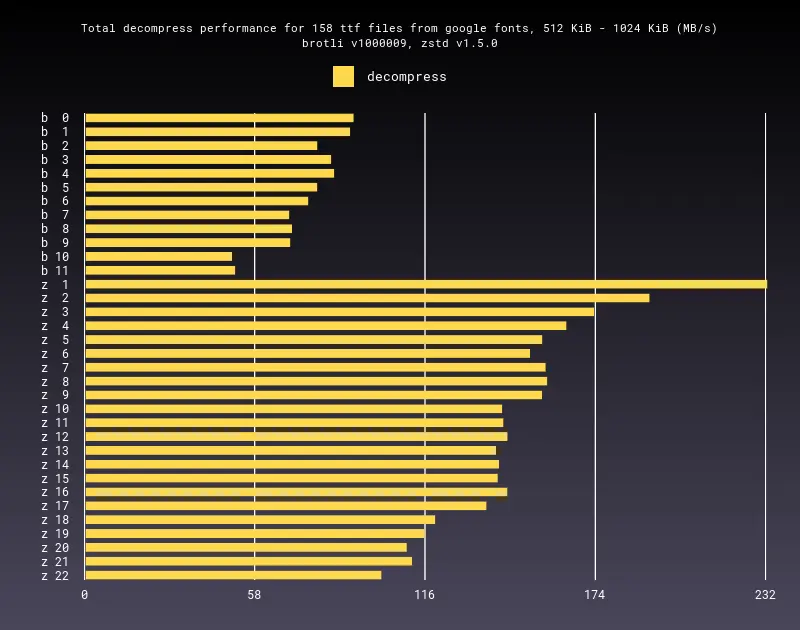 Total decompress performance for 158 ttf files from google fonts, 512 KiB - 1024 KiB (MB/s)
brotli v1000009, zstd v1.5.0
decompress
b 0
b 1
b 2
b 3
b 4
b 5
b 6
b 7
b 8
b 9
b 10
b 11
z 1
z 2
z 3
z 4
z 5
z 6
z 7
z 8
z 9
z 10
z 11
z 12
z 13
z 14
z 15
z 16
z 17
z 18
z 19
z 20
z 21
z 22
0 58 116 174 232